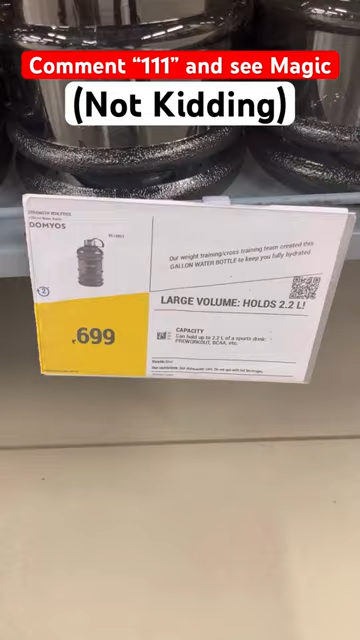 Comment “111” and see Magic
(Not Kidding)
DOMYOS
Our weight training/cross training team created this
GALLON WATER BOTTLE to keep you fully hydrated
LARGE VOLUME: HOLDS 2.2 L!
₹699
CAPACITY
Can hold up to 2.2 L of a sports drink:
PREWORKOUT, BCAA, etc.